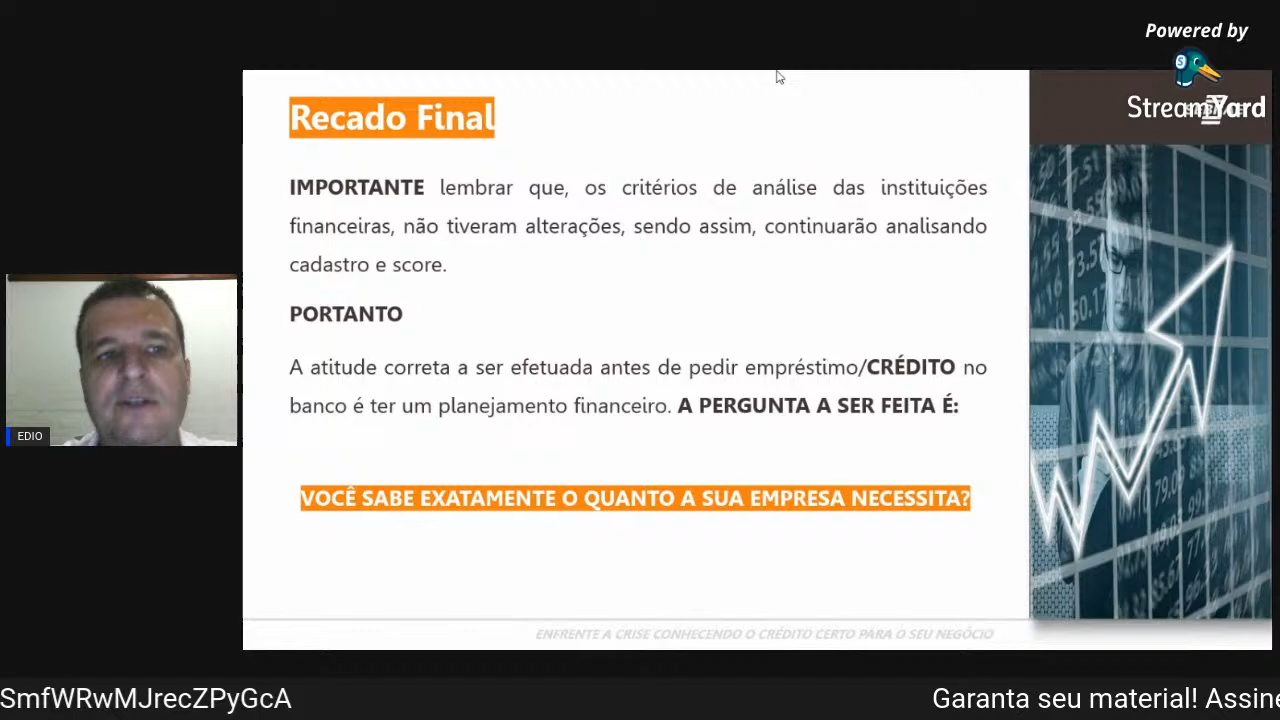 Powered by
StreamYard
Recado Final
IMPORTANTE lembrar que, os critérios de análise das instituições
financeiras, não tiveram alterações, sendo assim, continuarão analisando
cadastro e score.
PORTANTO
A atitude correta a ser efetuada antes de pedir empréstimo/CRÉDITO no
banco é ter um planejamento financeiro. A PERGUNTA A SER FEITA É:
EDIO
VOCÊ SABE EXATAMENTE O QUANTO A SUA EMPRESA NECESSITA?
ENFRENTE A CRISE CONHECENDO O CRÉDITO CERTO PARA O SEU NEGÓCIO
SmfWRwMJrecZPyGcA
Garanta seu material! Assine